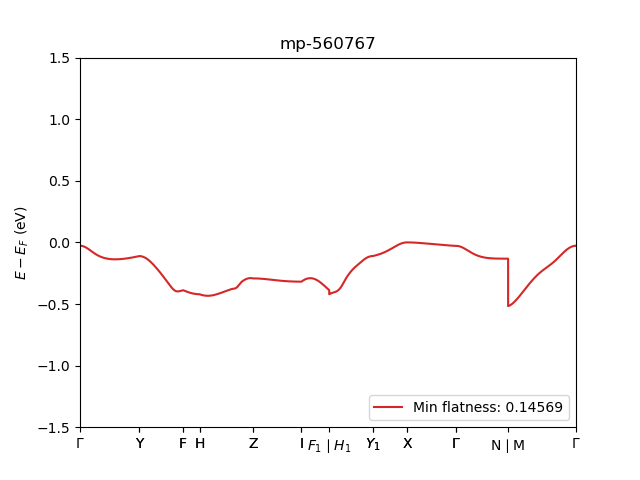 mp-560767
1.5
1.0
0.5
0.0
−0.5
−1.0
−1.5
E − E_F (eV)
Min flatness: 0.14569
Γ Y F H Z I F₁ | H₁ Y₁ X Γ N | M Γ